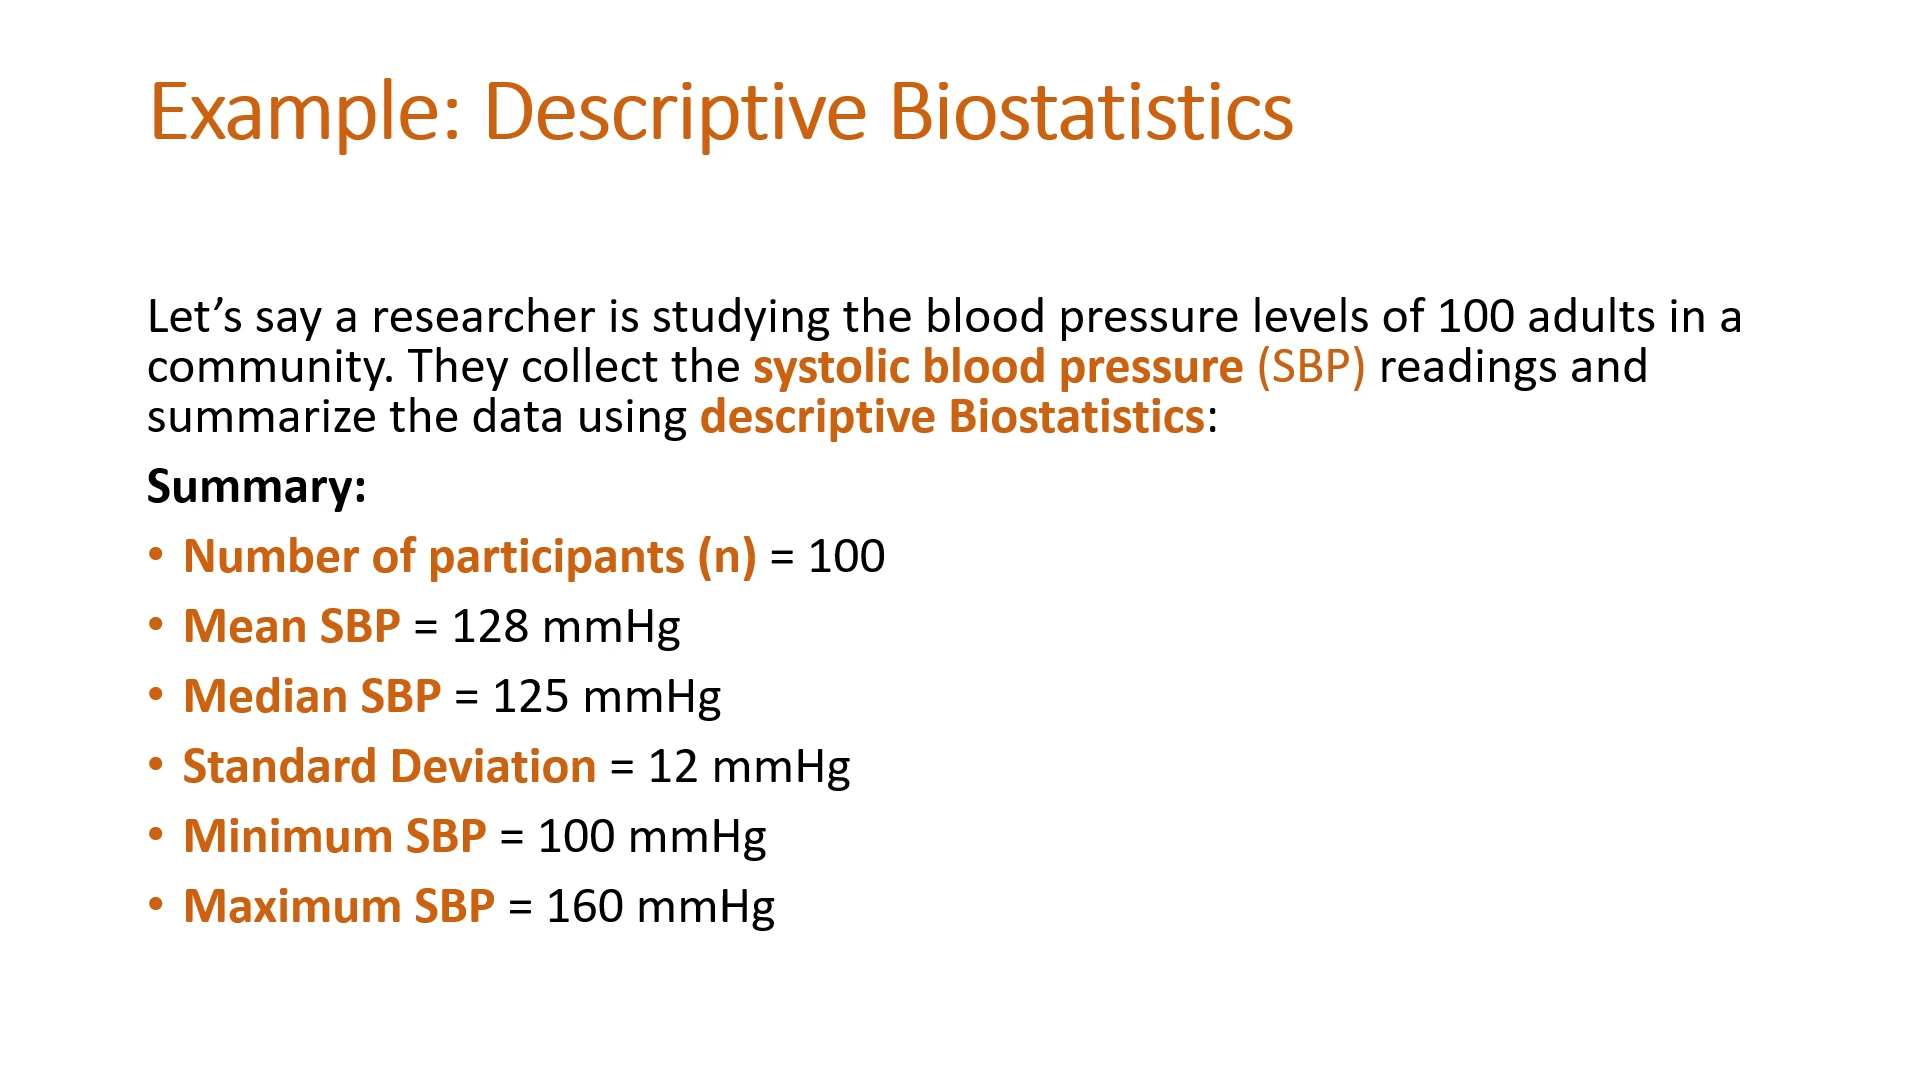 Example: Descriptive Biostatistics
Let’s say a researcher is studying the blood pressure levels of 100 adults in a
community. They collect the systolic blood pressure (SBP) readings and
summarize the data using descriptive Biostatistics:
Summary:
• Number of participants (n) = 100
• Mean SBP = 128 mmHg
• Median SBP = 125 mmHg
• Standard Deviation = 12 mmHg
• Minimum SBP = 100 mmHg
• Maximum SBP = 160 mmHg